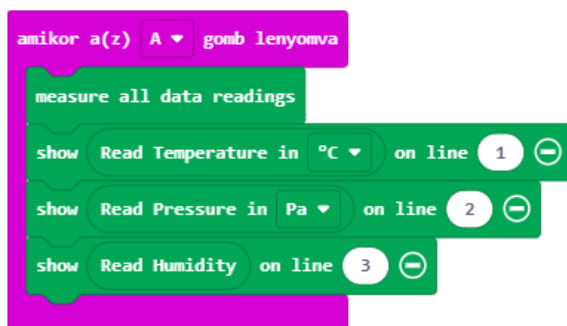 amikor a(z) A gomb lenyomva
measure all data readings
show Read Temperature in °C on line 1
show Read Pressure in Pa on line 2
show Read Humidity on line 3